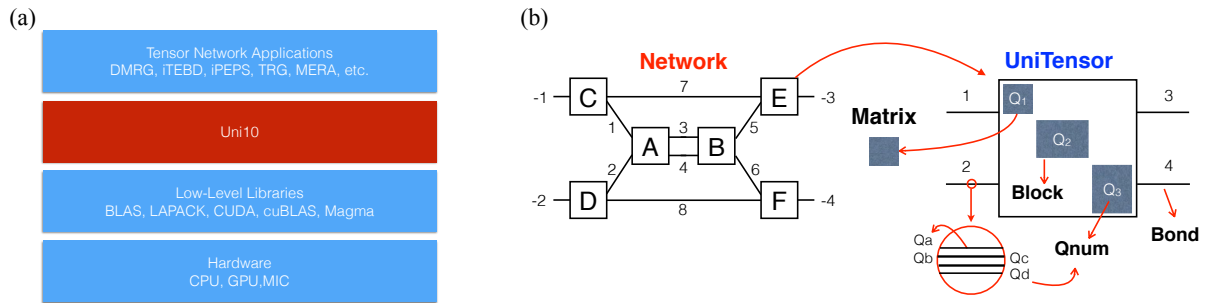 (a)
Tensor Network Applications
DMRG, iTEBD, iPEPS, TRG, MERA, etc.
Uni10
Low-Level Libraries
BLAS, LAPACK, CUDA, cuBLAS, Magma
Hardware
CPU, GPU,MIC
(b)
Network
-1 C 7 E -3
1 3 5
A B
2 4 6
-2 D 8 F -4
UniTensor
1 Q1 3
Matrix
Q2
2 Q3 4
Block
Qnum
Bond
Qa
Qb Qc
Qd